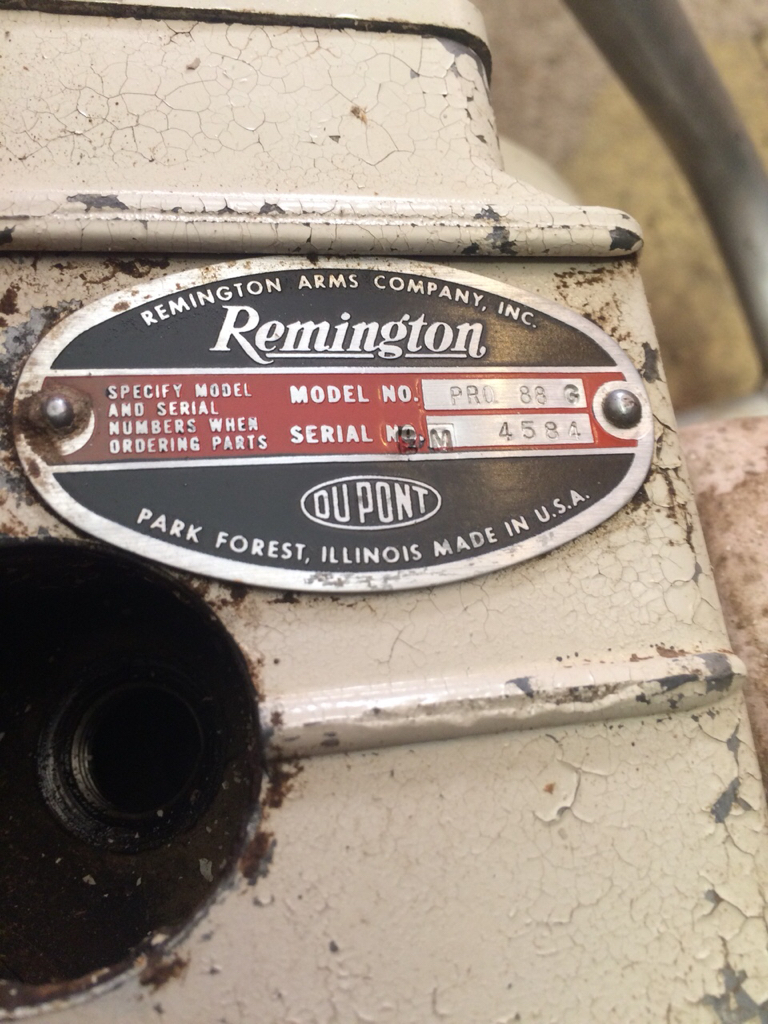 REMINGTON ARMS COMPANY, INC.
Remington
SPECIFY MODEL
AND SERIAL
NUMBERS WHEN
ORDERING PARTS
MODEL NO. PRO 88 G
SERIAL NO. M 4584
DU PONT
PARK FOREST, ILLINOIS MADE IN U.S.A.